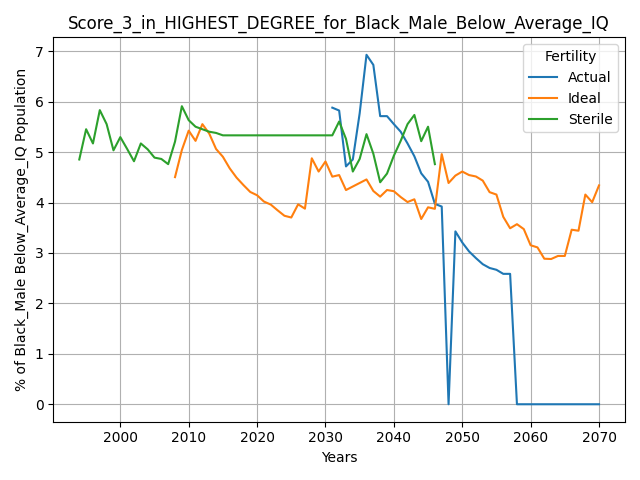 Score_3_in_HIGHEST_DEGREE_for_Black_Male_Below_Average_IQ
% of Black_Male Below_Average_IQ Population
7
6
5
4
3
2
1
0
Fertility
Actual
Ideal
Sterile
2000 2010 2020 2030 2040 2050 2060 2070
Years